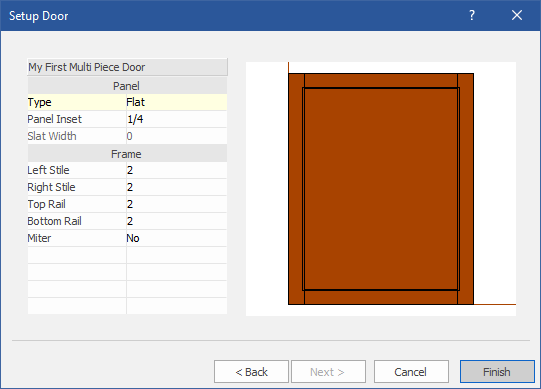 Setup Door ?
My First Multi Piece Door
Panel
Type Flat
Panel Inset 1/4
Slat Width 0
Frame
Left Stile 2
Right Stile 2
Top Rail 2
Bottom Rail 2
Miter No
< Back Next > Cancel Finish